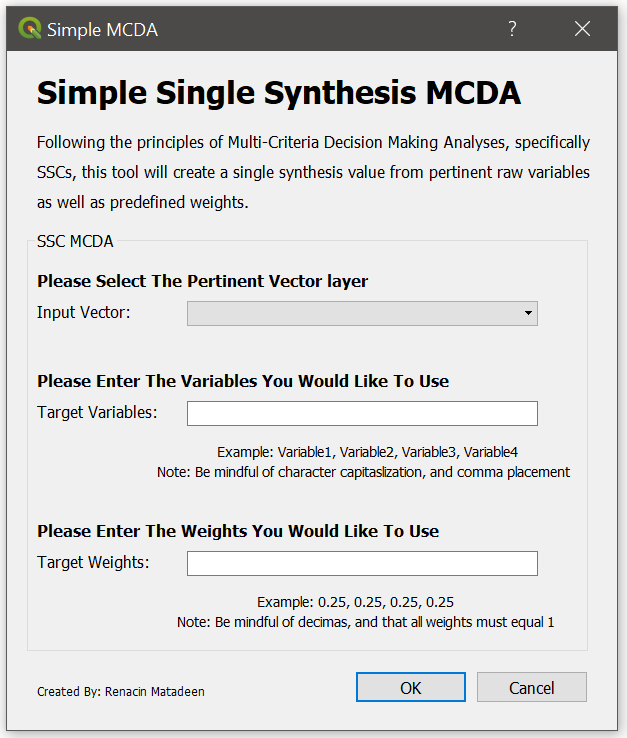 Simple MCDA
?
Simple Single Synthesis MCDA
Following the principles of Multi-Criteria Decision Making Analyses, specifically
SSCs, this tool will create a single synthesis value from pertinent raw variables
as well as predefined weights.
SSC MCDA
Please Select The Pertinent Vector layer
Input Vector:
Please Enter The Variables You Would Like To Use
Target Variables:
Example: Variable1, Variable2, Variable3, Variable4
Note: Be mindful of character capitaslization, and comma placement
Please Enter The Weights You Would Like To Use
Target Weights:
Example: 0.25, 0.25, 0.25, 0.25
Note: Be mindful of decimas, and that all weights must equal 1
Created By: Renacin Matadeen
OK
Cancel